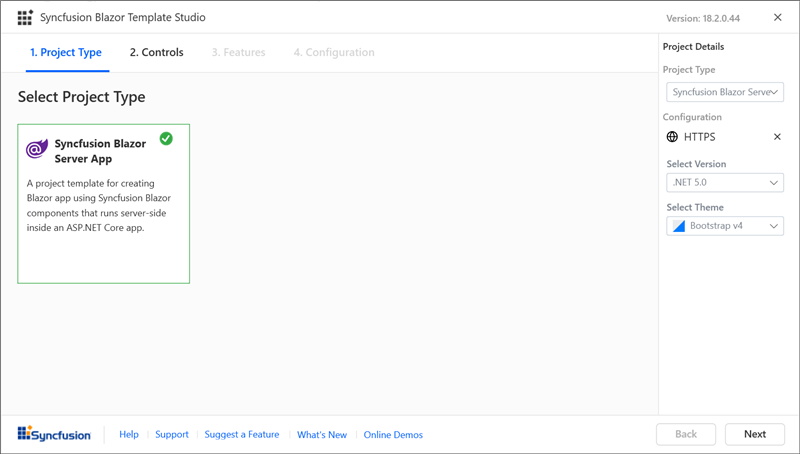 Syncfusion Blazor Template Studio
Version: 18.2.0.44
1. Project Type
2. Controls
3. Features
4. Configuration
Select Project Type
Syncfusion Blazor
Server App
A project template for creating
Blazor app using Syncfusion Blazor
components that runs server-side
inside an ASP.NET Core app.
Project Details
Project Type
Syncfusion Blazor Serve
Configuration
HTTPS
Select Version
.NET 5.0
Select Theme
Bootstrap v4
Syncfusion
Help
Support
Suggest a Feature
What's New
Online Demos
Back
Next